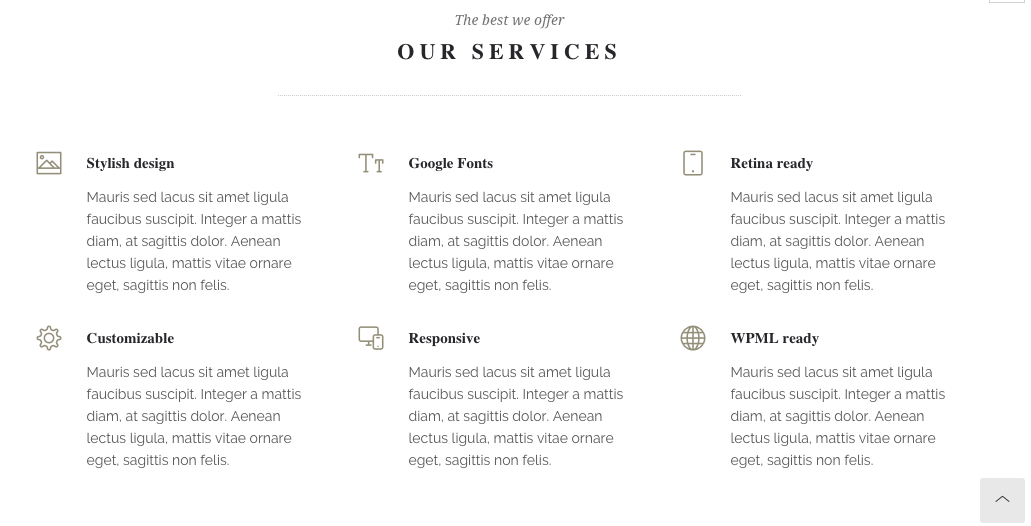 The best we offer
OUR SERVICES
Stylish design
Mauris sed lacus sit amet ligula
faucibus suscipit. Integer a mattis
diam, at sagittis dolor. Aenean
lectus ligula, mattis vitae ornare
eget, sagittis non felis.
Google Fonts
Mauris sed lacus sit amet ligula
faucibus suscipit. Integer a mattis
diam, at sagittis dolor. Aenean
lectus ligula, mattis vitae ornare
eget, sagittis non felis.
Retina ready
Mauris sed lacus sit amet ligula
faucibus suscipit. Integer a mattis
diam, at sagittis dolor. Aenean
lectus ligula, mattis vitae ornare
eget, sagittis non felis.
Customizable
Mauris sed lacus sit amet ligula
faucibus suscipit. Integer a mattis
diam, at sagittis dolor. Aenean
lectus ligula, mattis vitae ornare
eget, sagittis non felis.
Responsive
Mauris sed lacus sit amet ligula
faucibus suscipit. Integer a mattis
diam, at sagittis dolor. Aenean
lectus ligula, mattis vitae ornare
eget, sagittis non felis.
WPML ready
Mauris sed lacus sit amet ligula
faucibus suscipit. Integer a mattis
diam, at sagittis dolor. Aenean
lectus ligula, mattis vitae ornare
eget, sagittis non felis.